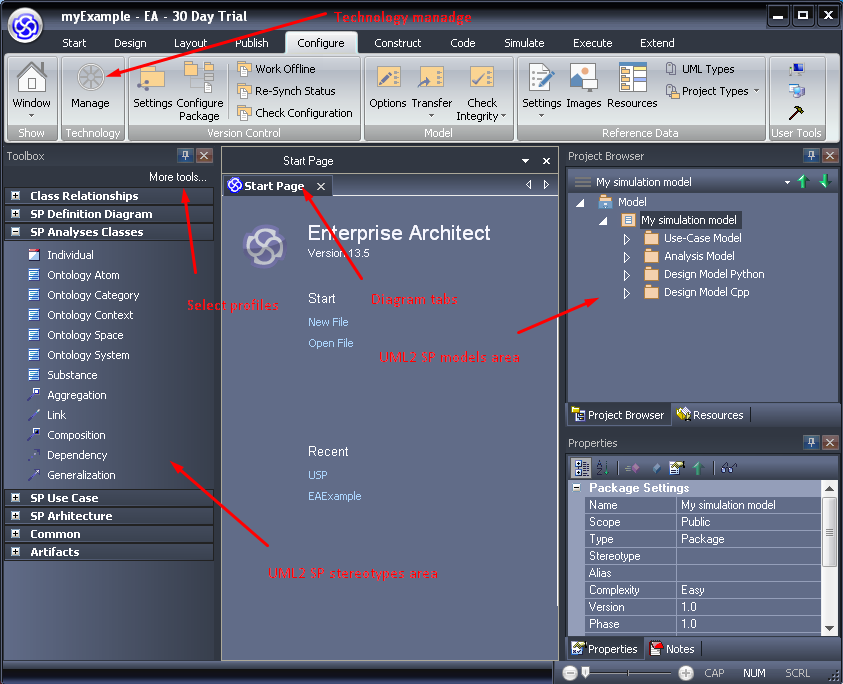 myExample - EA - 30 Day Trial
Technology manadge
Start Design Layout Publish Configure Construct Code Simulate Execute Extend
Window
Show
Manage
Technology
Settings
Configure Package
Work Offline
Re-Synch Status
Check Configuration
Version Control
Options
Transfer
Check Integrity
Model
Settings
Images
Resources
UML Types
Project Types
Reference Data
User Tools
Toolbox
More tools...
Class Relationships
SP Definition Diagram
SP Analyses Classes
Individual
Ontology Atom
Ontology Category
Ontology Context
Ontology Space
Ontology System
Substance
Aggregation
Link
Composition
Dependency
Generalization
SP Use Case
SP Arhitecture
Common
Artifacts
Select profiles
UML2 SP stereotypes area
Start Page
Start Page
Enterprise Architect
Version 13.5
Start
New File
Open File
Diagram tabs
Recent
USP
EAExample
UML2 SP models area
Project Browser
My simulation model
Model
My simulation model
Use-Case Model
Analysis Model
Design Model Python
Design Model Cpp
Project Browser Resources
Properties
Package Settings
Name My simulation model
Scope Public
Type Package
Stereotype
Alias
Complexity Easy
Version 1.0
Phase 1.0
Properties Notes
CAP NUM SCRL